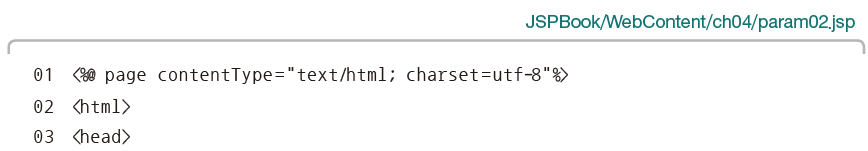 JSPBook/WebContent/ch04/param02.jsp
01 <%@ page contentType="text/html; charset=utf-8"%>
02 <html>
03 <head>